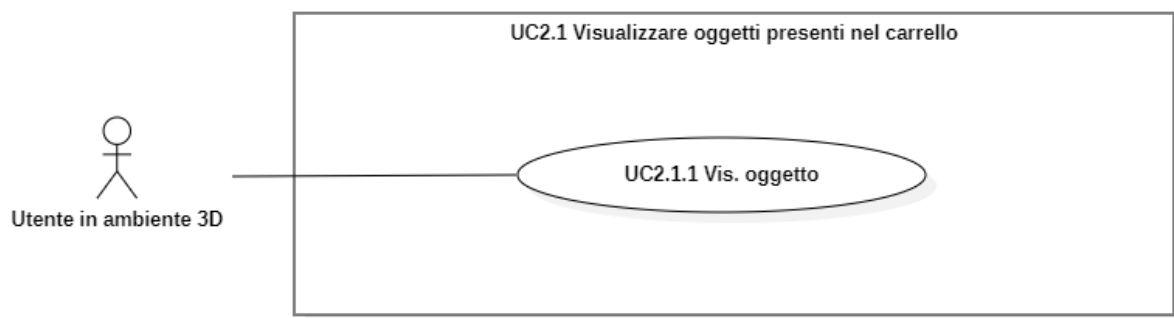 UC2.1 Visualizzare oggetti presenti nel carrello
UC2.1.1 Vis. oggetto
Utente in ambiente 3D